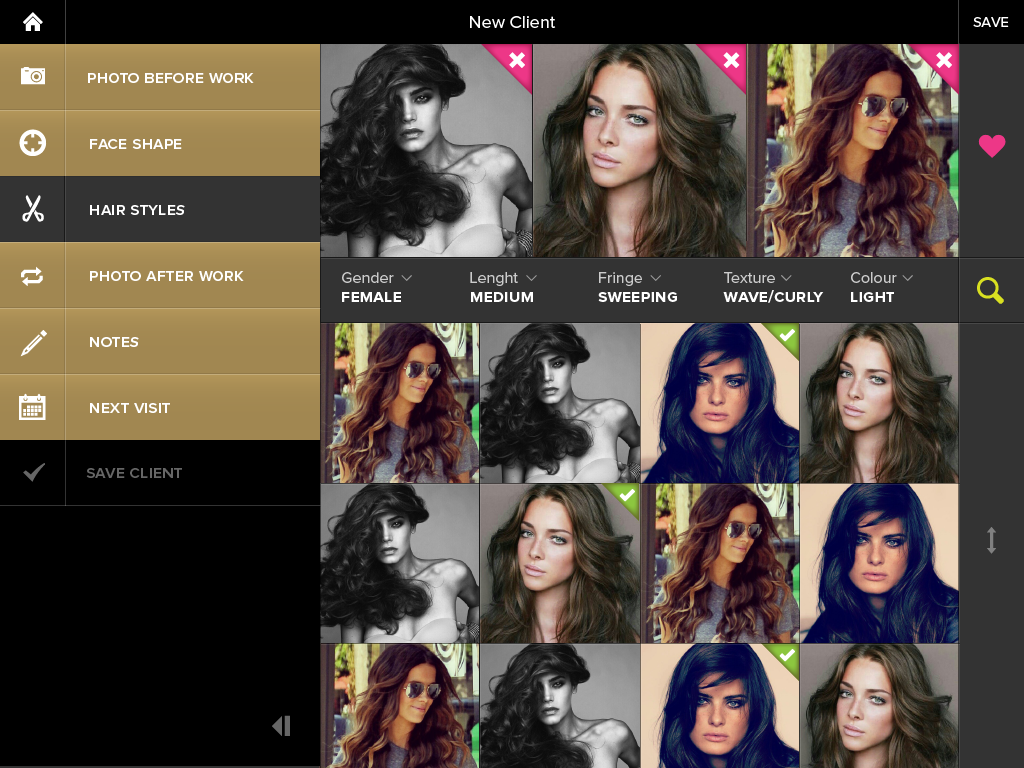 New Client
SAVE
PHOTO BEFORE WORK
FACE SHAPE
HAIR STYLES
PHOTO AFTER WORK
NOTES
NEXT VISIT
SAVE CLIENT
Gender Lenght Fringe Texture Colour
FEMALE MEDIUM SWEEPING WAVE/CURLY LIGHT